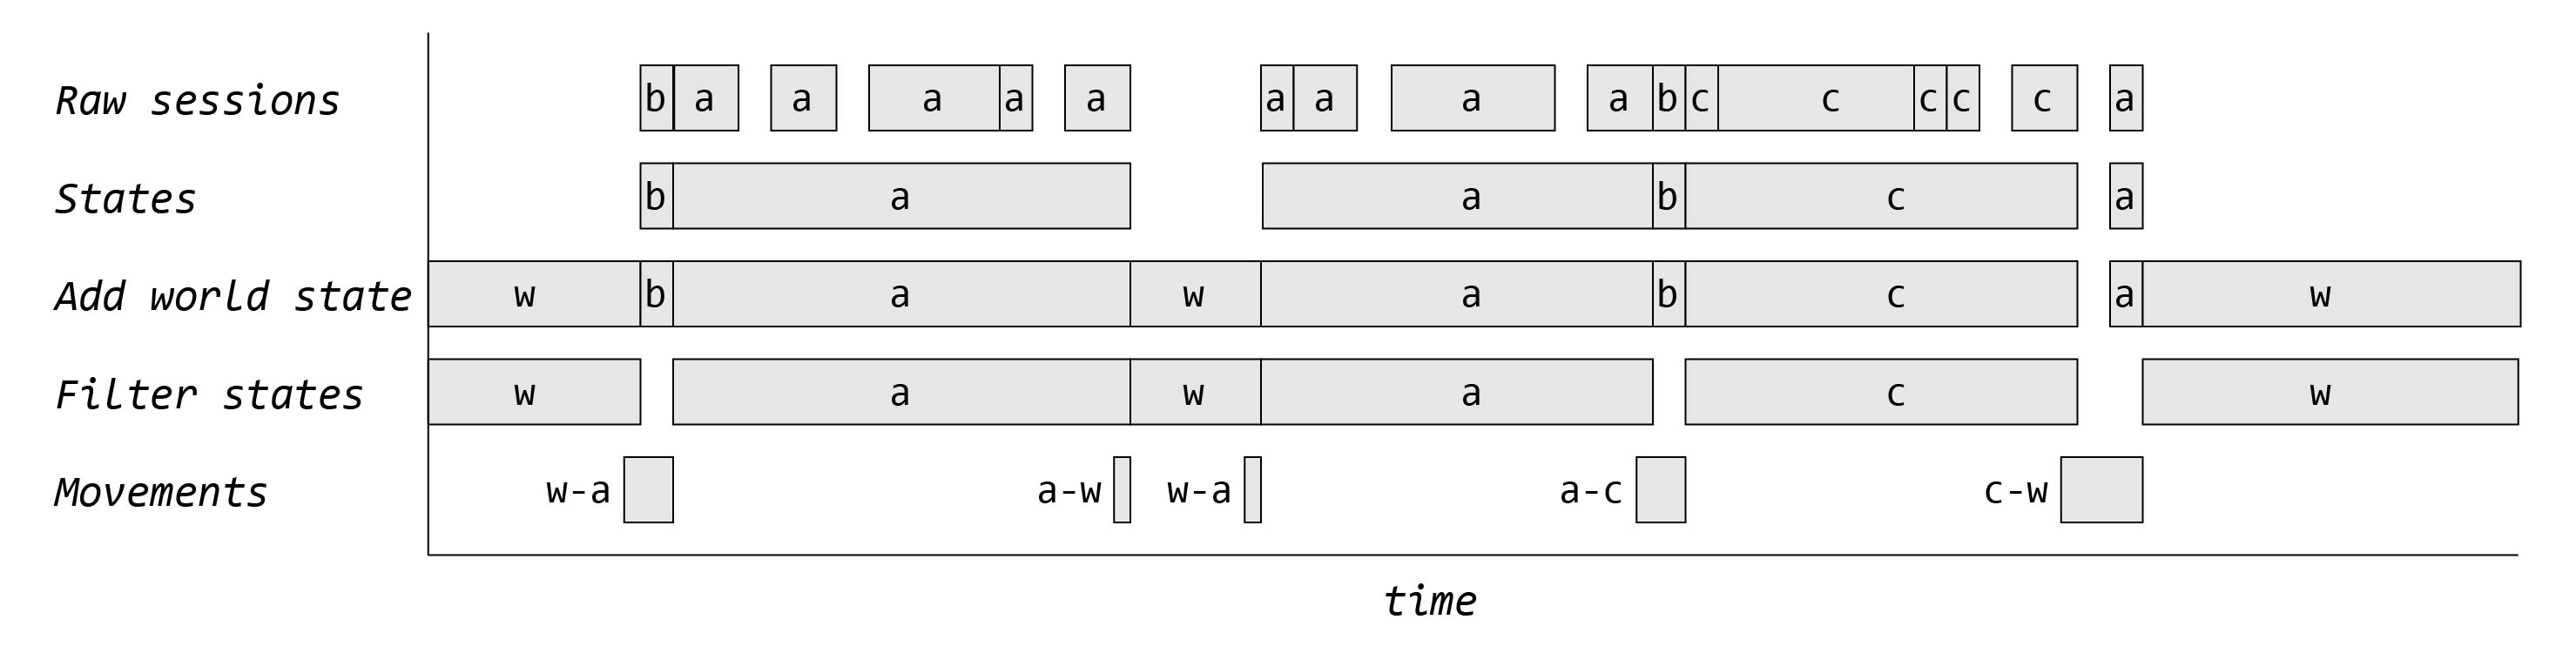 Raw sessions b a a a a a a a a a b c c c c c a
States b a a b c a
Add world state w b a w a b c a w
Filter states w a w a c w
Movements w-a a-w w-a a-c c-w
time